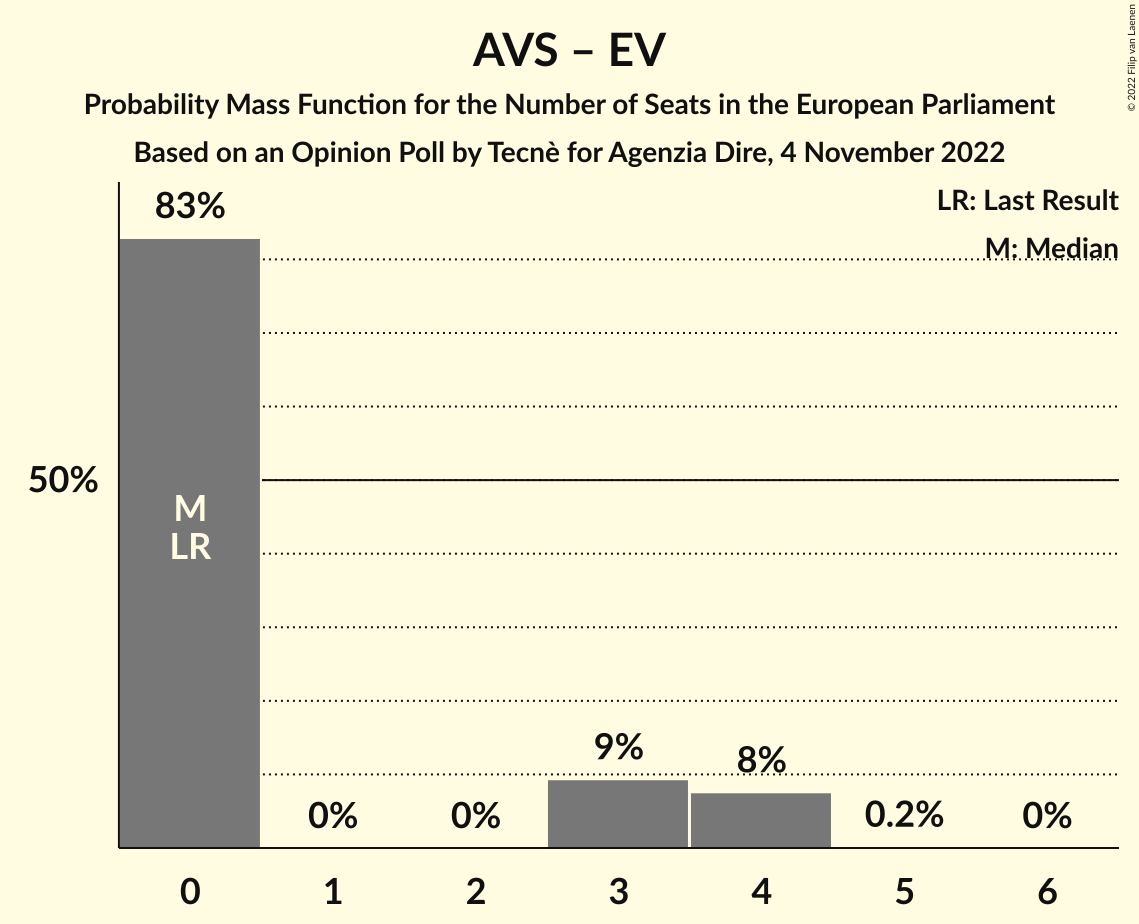 AVS – EV
Probability Mass Function for the Number of Seats in the European Parliament
Based on an Opinion Poll by Tecnè for Agenzia Dire, 4 November 2022
© 2022 Filip van Laenen
LR: Last Result
M: Median
83%
50%
M
LR
0%
0%
9%
8%
0.2%
0%
0
1
2
3
4
5
6